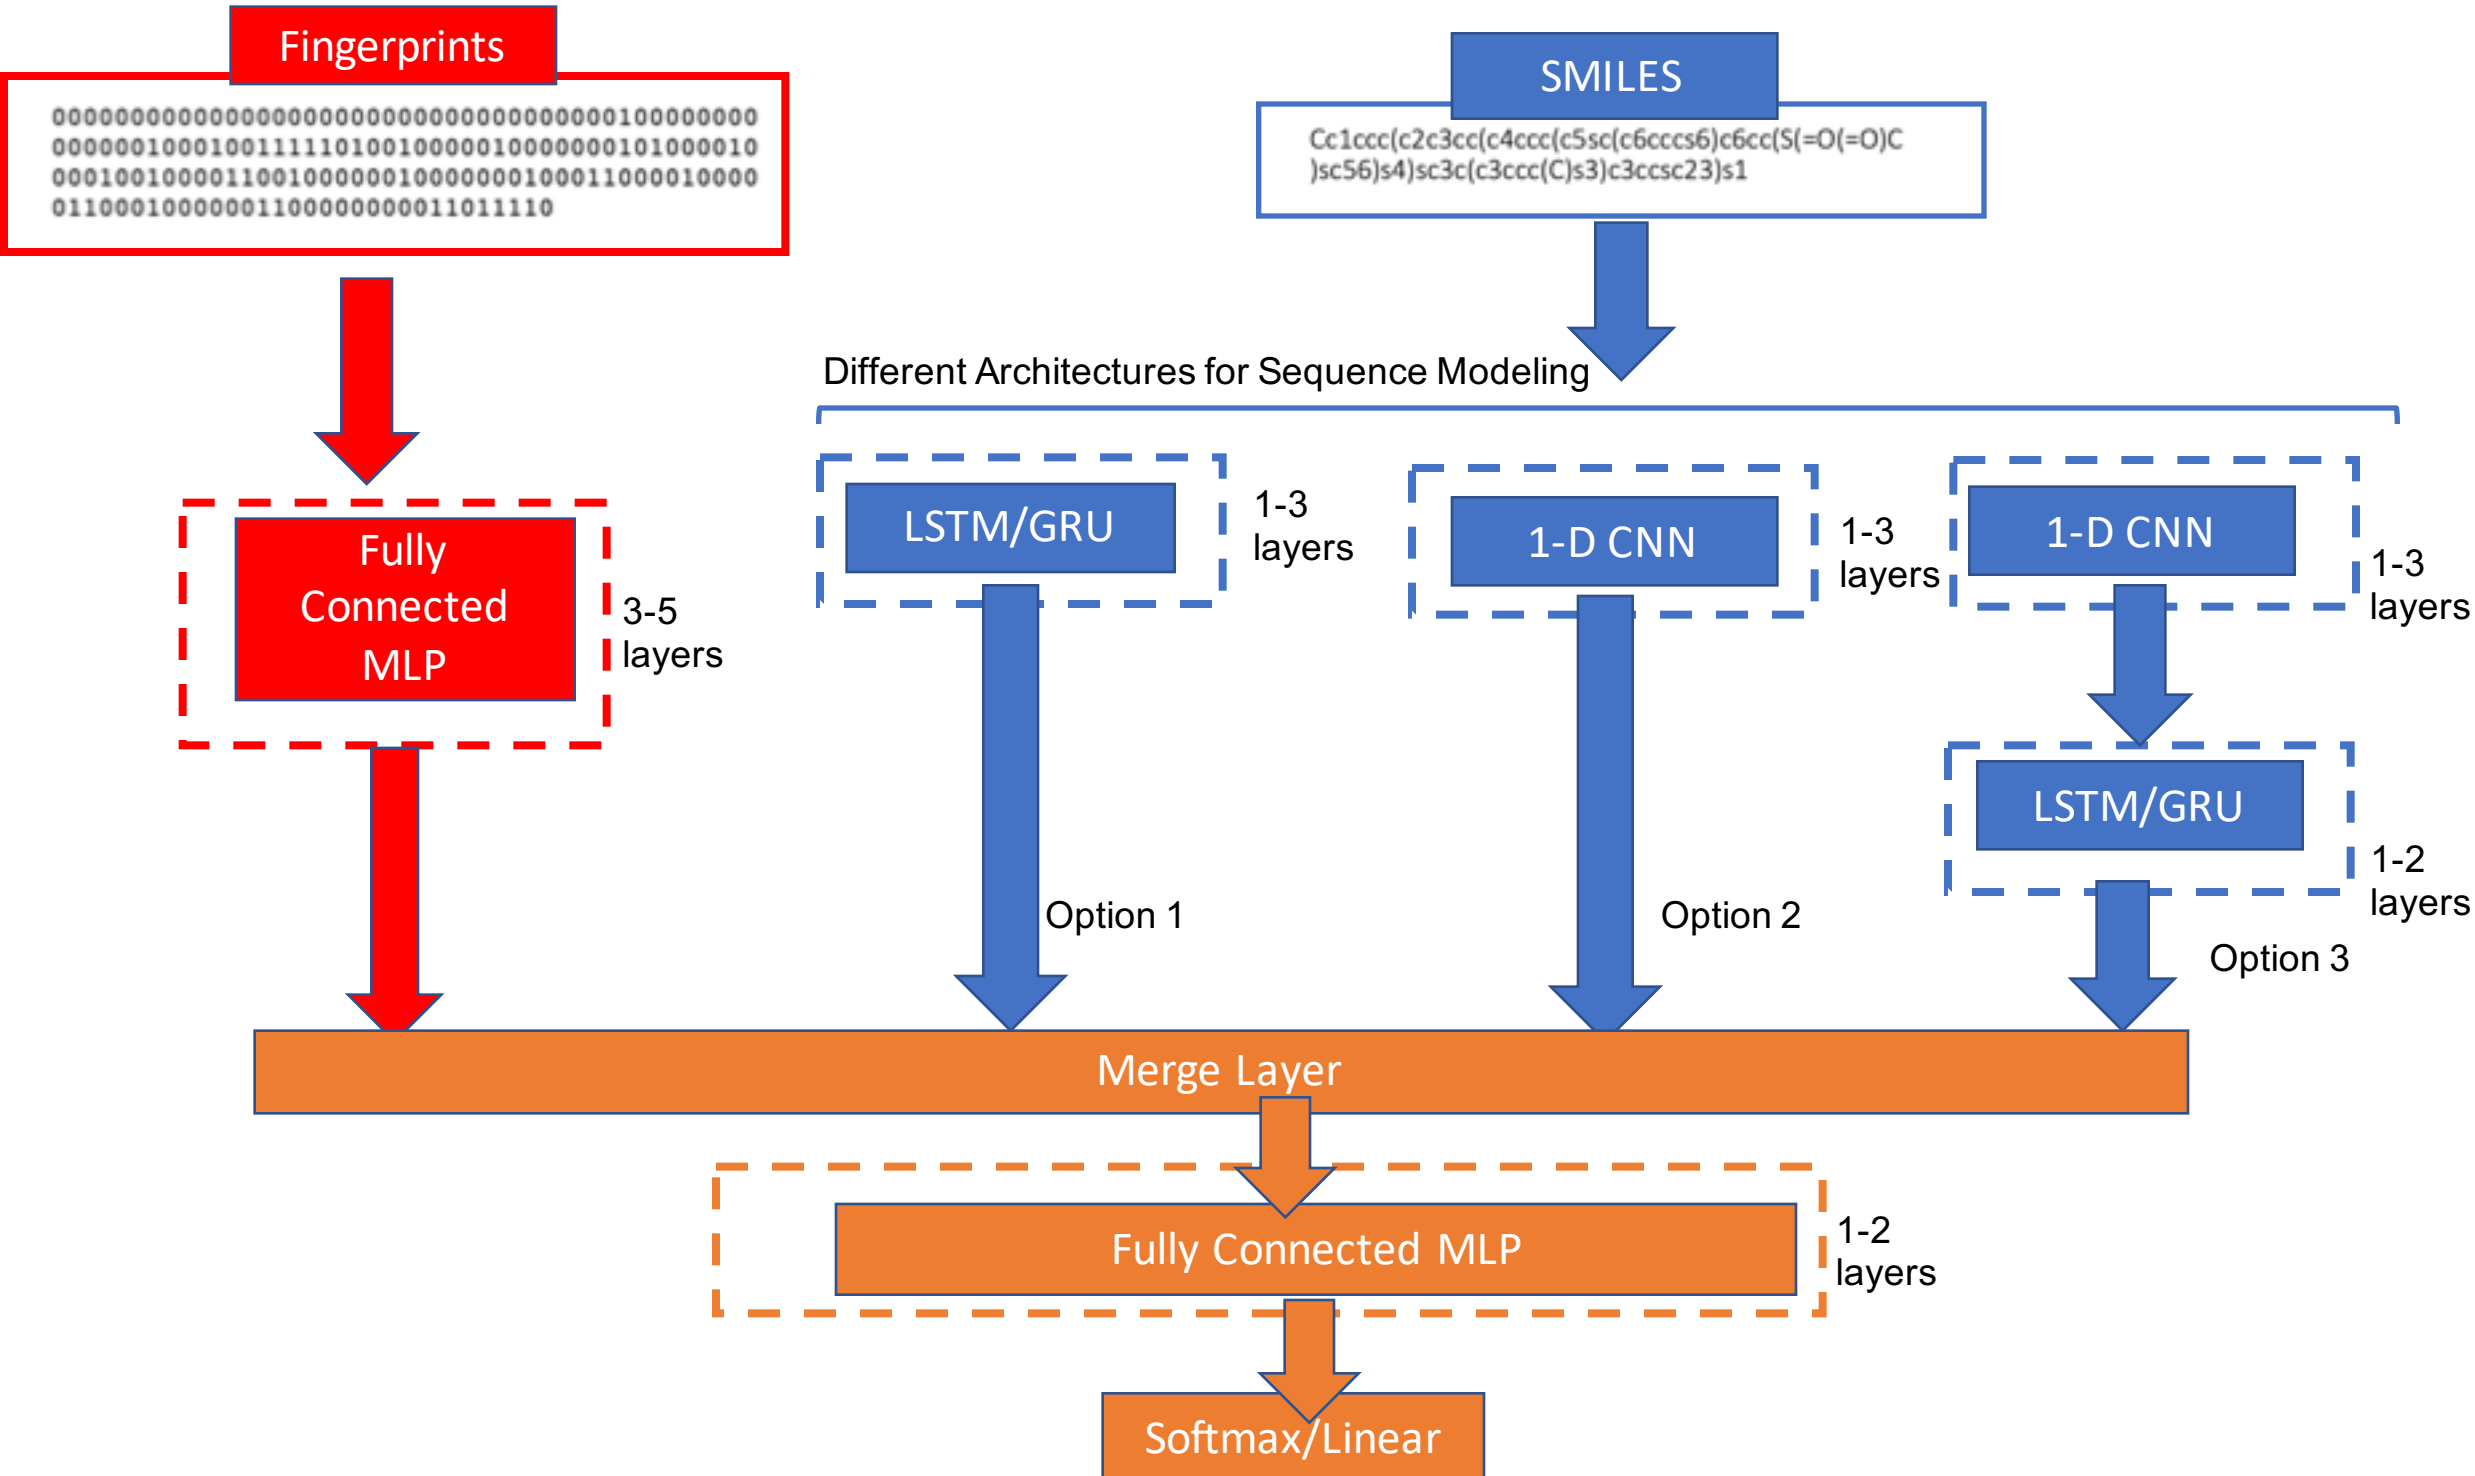 Fingerprints
000000000000000000000000000000000000100000000
000000100010011111010010000010000000101000010
000100100001100100000010000000100011000010000
01100010000001100000000011011110
SMILES
Cc1ccc(c2c3cc(c4ccc(c5sc(c6cccs6)c6cc(S(=O(=O)C
)sc56)s4)sc3c(c3ccc(C)s3)c3ccsc23)s1
Different Architectures for Sequence Modeling
Fully
Connected
MLP
3-5
layers
LSTM/GRU
1-3
layers
Option 1
1-D CNN
1-3
layers
Option 2
1-D CNN
1-3
layers
LSTM/GRU
1-2
layers
Option 3
Merge Layer
Fully Connected MLP
1-2
layers
Softmax/Linear